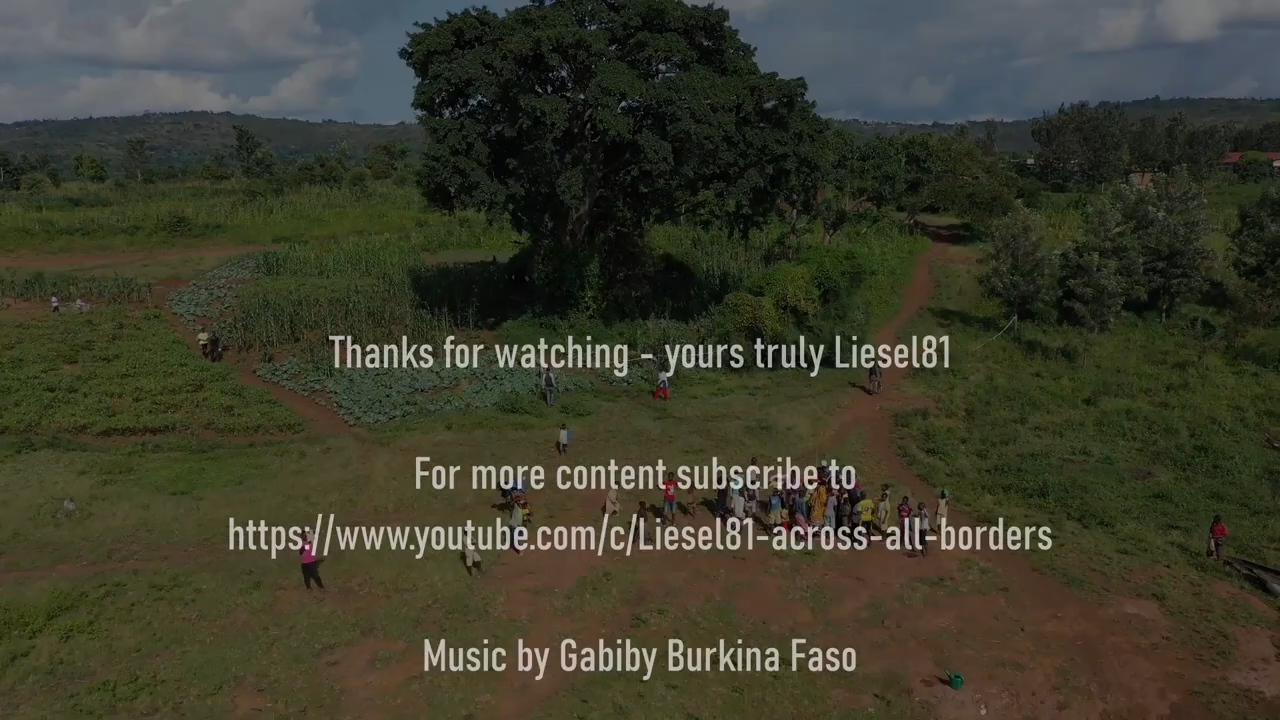 Thanks for watching - yours truly Liesel81
For more content subscribe to
https://www.youtube.com/c/Liesel81-across-all-borders
Music by Gabiby Burkina Faso